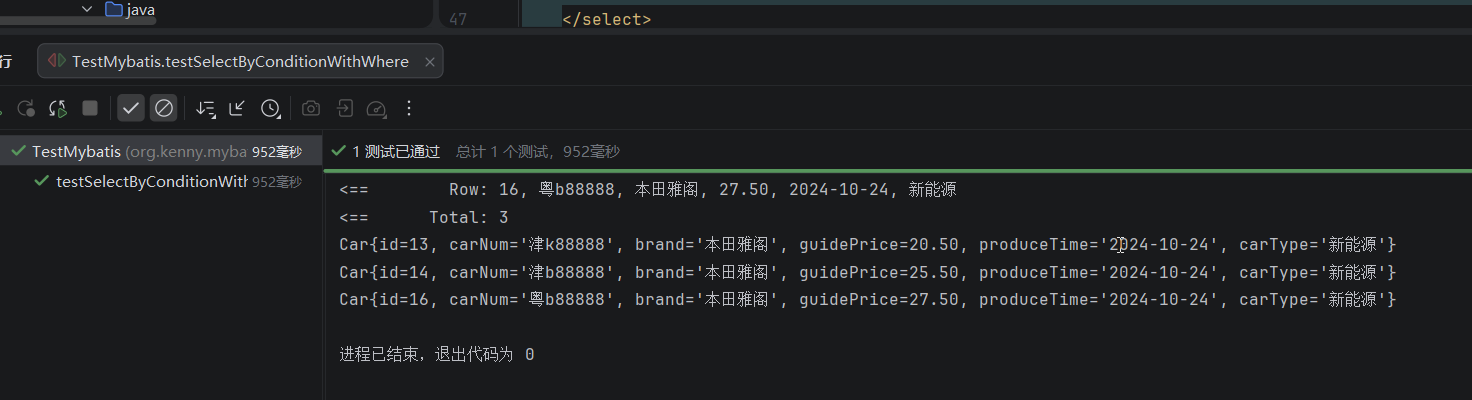 java
47
</select>
行
TestMybatis.testSelectByConditionWithWhere
TestMybatis (org.kenny.myba 952毫秒
testSelectByConditionWith 952毫秒
1 测试已通过 总计 1 个测试，952毫秒
<== Row: 16, 粤b88888, 本田雅阁, 27.50, 2024-10-24, 新能源
<== Total: 3
Car{id=13, carNum='津k88888', brand='本田雅阁', guidePrice=20.50, produceTime='2024-10-24', carType='新能源'}
Car{id=14, carNum='津b88888', brand='本田雅阁', guidePrice=25.50, produceTime='2024-10-24', carType='新能源'}
Car{id=16, carNum='粤b88888', brand='本田雅阁', guidePrice=27.50, produceTime='2024-10-24', carType='新能源'}
进程已结束，退出代码为 0